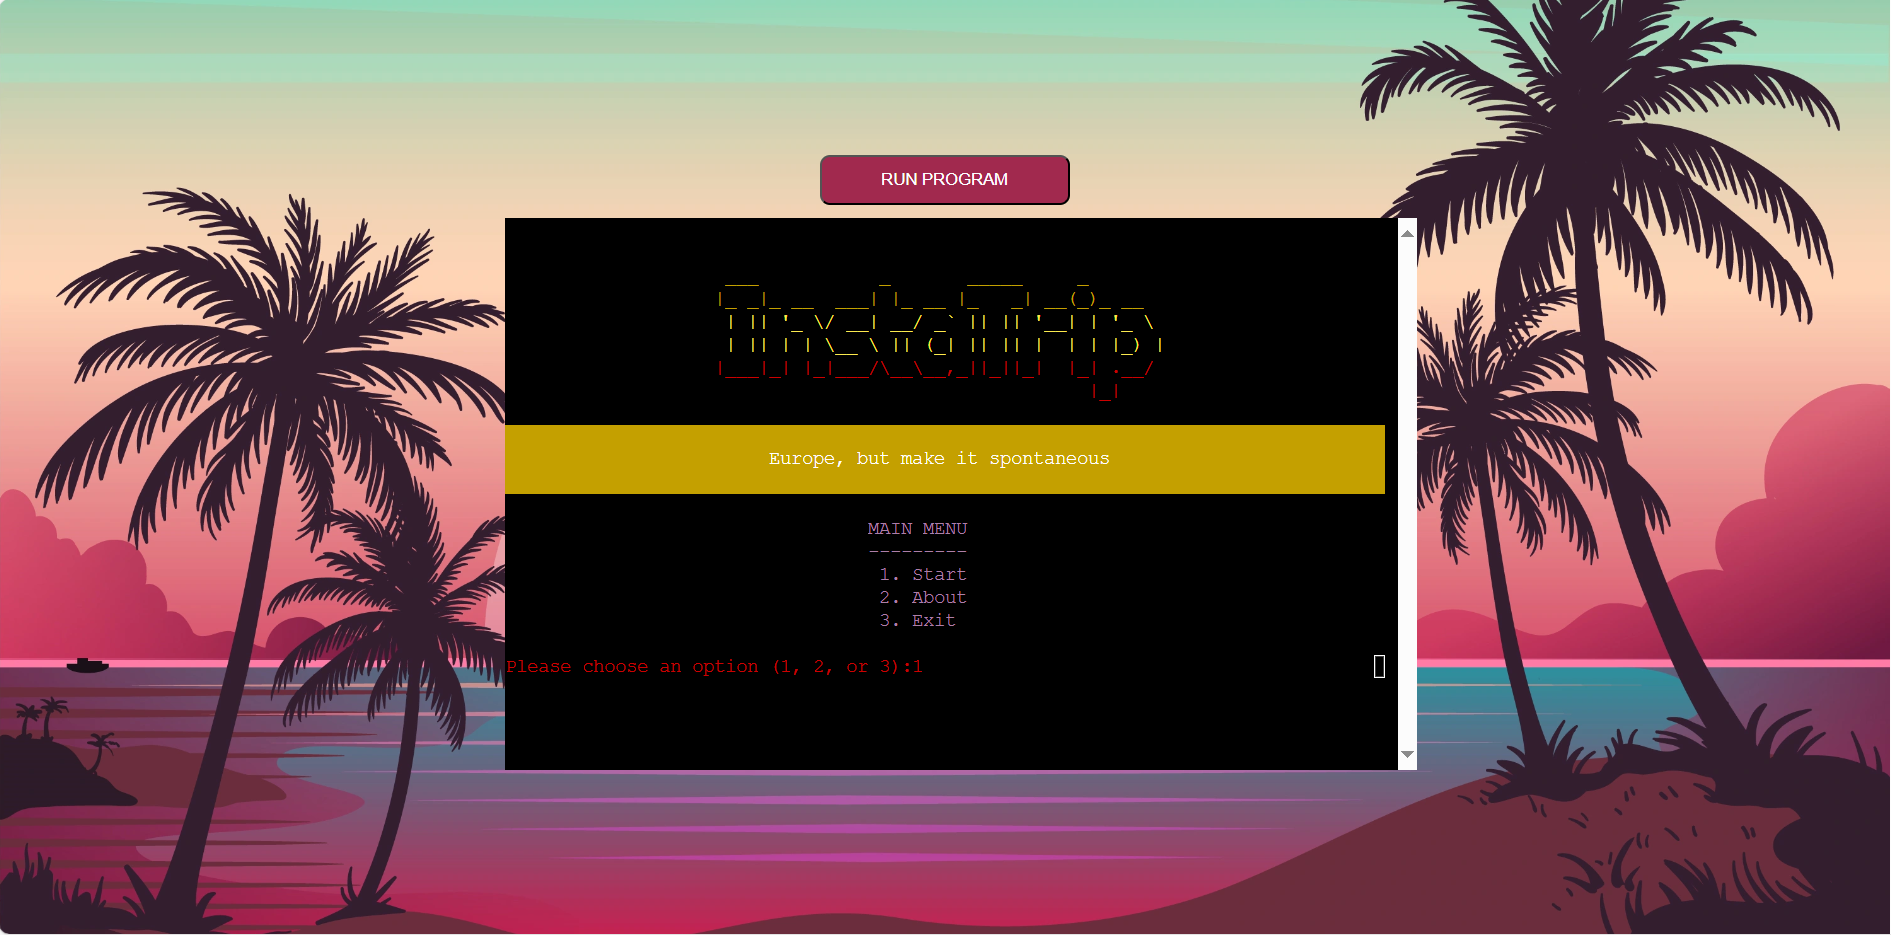 RUN PROGRAM
InstaTrip
Europe, but make it spontaneous
MAIN MENU
---------
1. Start
2. About
3. Exit
Please choose an option (1, 2, or 3):1